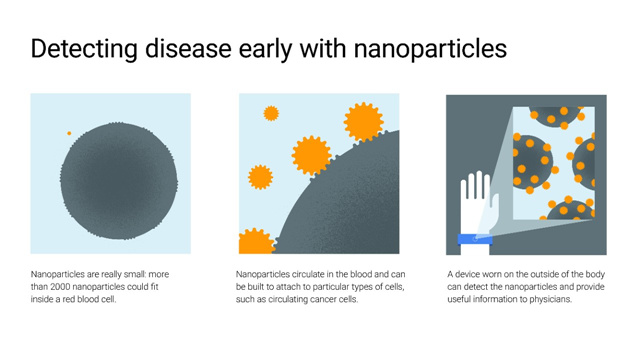 Detecting disease early with nanoparticles
Nanoparticles are really small: more
than 2000 nanoparticles could fit
inside a red blood cell.
Nanoparticles circulate in the blood and can
be built to attach to particular types of cells,
such as circulating cancer cells.
A device worn on the outside of the body
can detect the nanoparticles and provide
useful information to physicians.